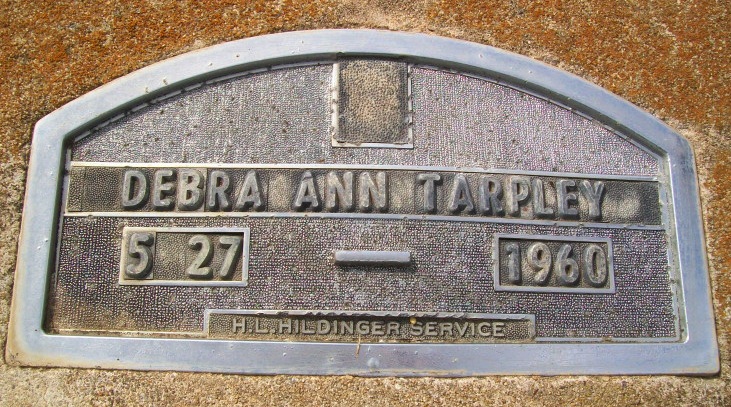 DEBRA ANN TARPLEY
5 27 — 1960
H.L. HILDINGER SERVICE